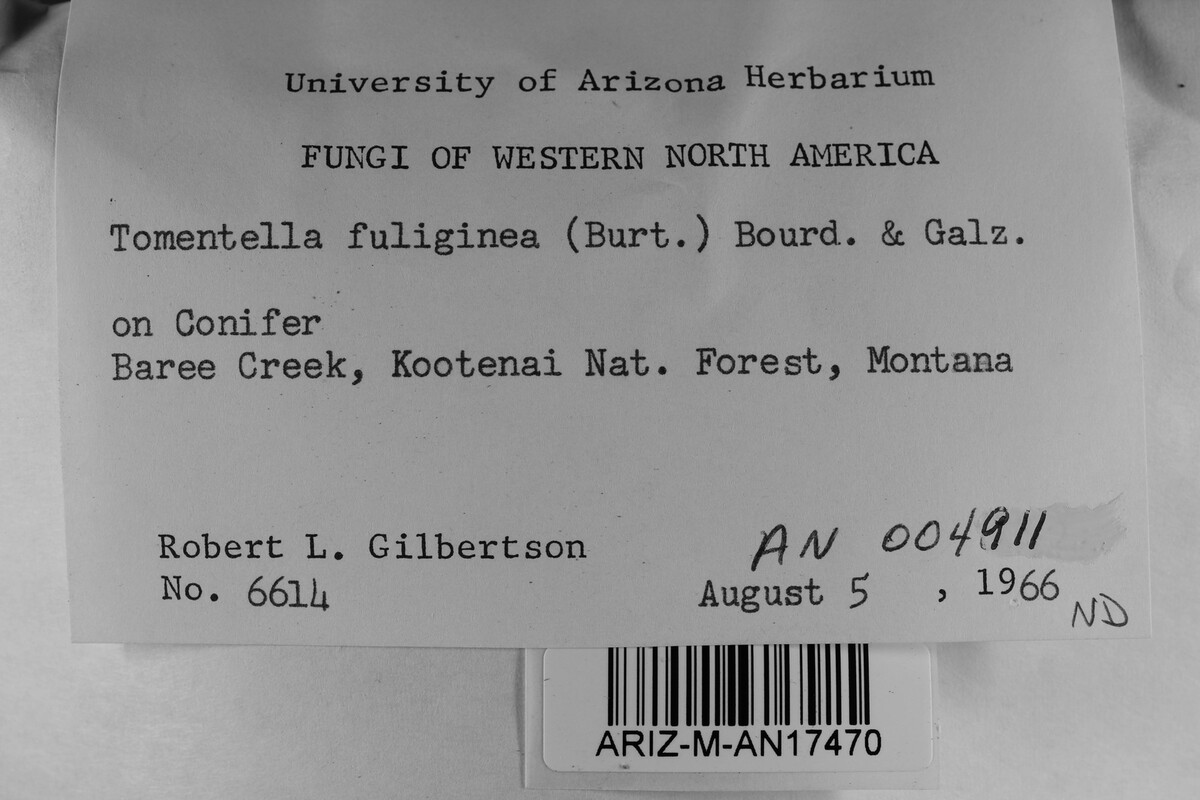 University of Arizona Herbarium
FUNGI OF WESTERN NORTH AMERICA
Tomentella fuliginea (Burt.) Bourd. & Galz.
on Conifer
Baree Creek, Kootenai Nat. Forest, Montana
Robert L. Gilbertson
No. 6614
AN 004911
August 5 , 1966
ND
ARIZ-M-AN17470